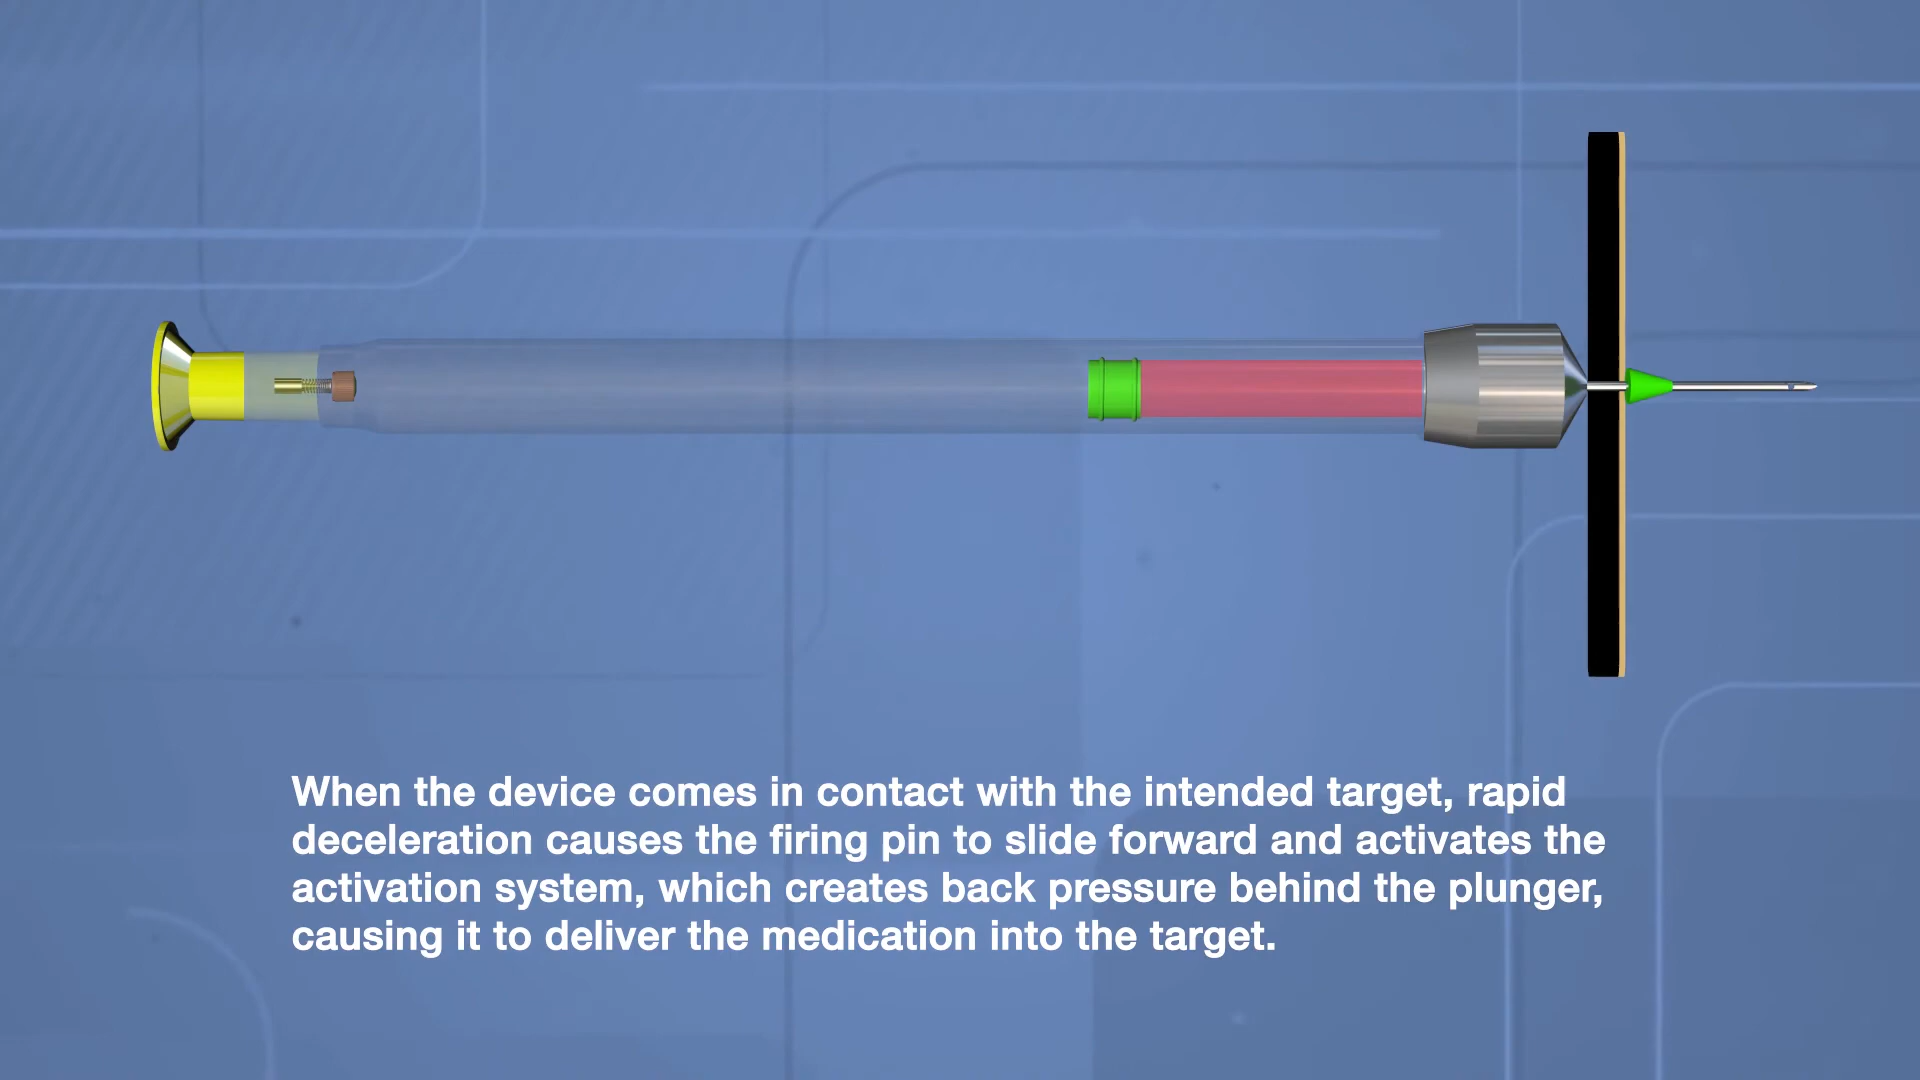 When the device comes in contact with the intended target, rapid
deceleration causes the firing pin to slide forward and activates the
activation system, which creates back pressure behind the plunger,
causing it to deliver the medication into the target.